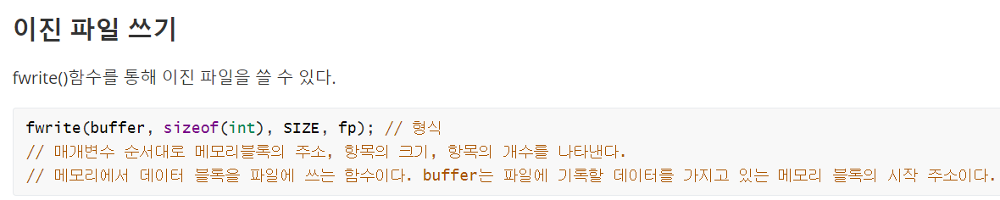 이진 파일 쓰기
fwrite()함수를 통해 이진 파일을 쓸 수 있다.
fwrite(buffer, sizeof(int), SIZE, fp); // 형식
// 매개변수 순서대로 메모리블록의 주소, 항목의 크기, 항목의 개수를 나타낸다.
// 메모리에서 데이터 블록을 파일에 쓰는 함수이다. buffer는 파일에 기록할 데이터를 가지고 있는 메모리 블록의 시작 주소이다.